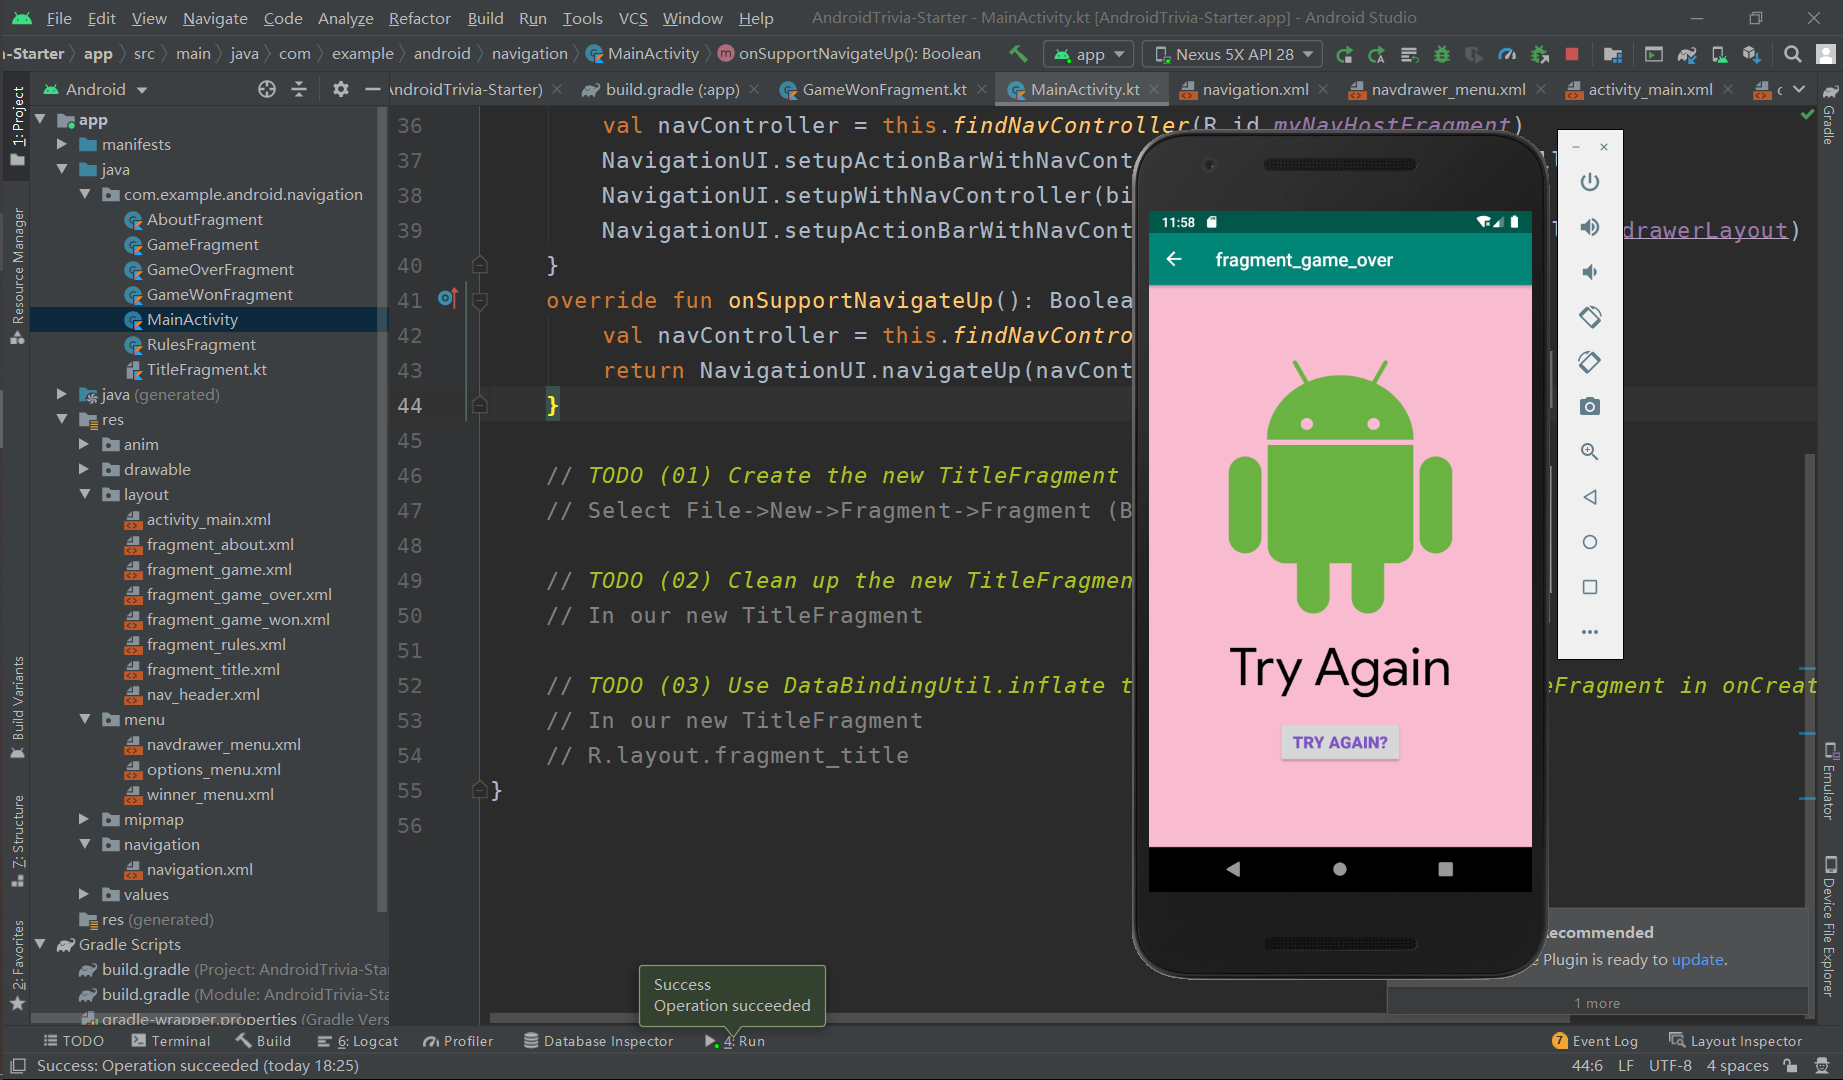 File Edit View Navigate Code Analyze Refactor Build Run Tools VCS Window Help AndroidTrivia-Starter - MainActivity.kt [AndroidTrivia-Starter.app] - Android Studio
-Starter app src main java com example android navigation MainActivity onSupportNavigateUp(): Boolean app Nexus 5X API 28
Android
AndroidTrivia-Starter) build.gradle (:app) GameWonFragment.kt MainActivity.kt navigation.xml navdrawer_menu.xml activity_main.xml
1: Project
Resource Manager
Build Variants
7: Structure
2: Favorites
app
manifests
java
com.example.android.navigation
AboutFragment
GameFragment
GameOverFragment
GameWonFragment
MainActivity
RulesFragment
TitleFragment.kt
java (generated)
res
anim
drawable
layout
activity_main.xml
fragment_about.xml
fragment_game.xml
fragment_game_over.xml
fragment_game_won.xml
fragment_rules.xml
fragment_title.xml
nav_header.xml
menu
navdrawer_menu.xml
options_menu.xml
winner_menu.xml
mipmap
navigation
navigation.xml
values
res (generated)
Gradle Scripts
build.gradle (Project: AndroidTrivia-Sta
build.gradle (Module: AndroidTrivia-Sta
gradle-wrapper.properties (Gradle Vers
36 val navController = this.findNavController(R.id.myNavHostFragment)
37 NavigationUI.setupActionBarWithNavCont
38 NavigationUI.setupWithNavController(bi
39 NavigationUI.setupActionBarWithNavCont drawerLayout)
40 }
41 override fun onSupportNavigateUp(): Boolea
42 val navController = this.findNavContro
43 return NavigationUI.navigateUp(navCont
44 }
45
46 // TODO (01) Create the new TitleFragment
47 // Select File->New->Fragment->Fragment (B
48
49 // TODO (02) Clean up the new TitleFragmen
50 // In our new TitleFragment
51
52 // TODO (03) Use DataBindingUtil.inflate t eFragment in onCreat
53 // In our new TitleFragment
54 // R.layout.fragment_title
55 }
56
11:58
fragment_game_over
Try Again
TRY AGAIN?
Gradle
Emulator
Device File Explorer
ecommended
Plugin is ready to update.
1 more
Success
Operation succeeded
TODO Terminal Build 6: Logcat Profiler Database Inspector 4: Run 7 Event Log Layout Inspector
Success: Operation succeeded (today 18:25) 44:6 LF UTF-8 4 spaces